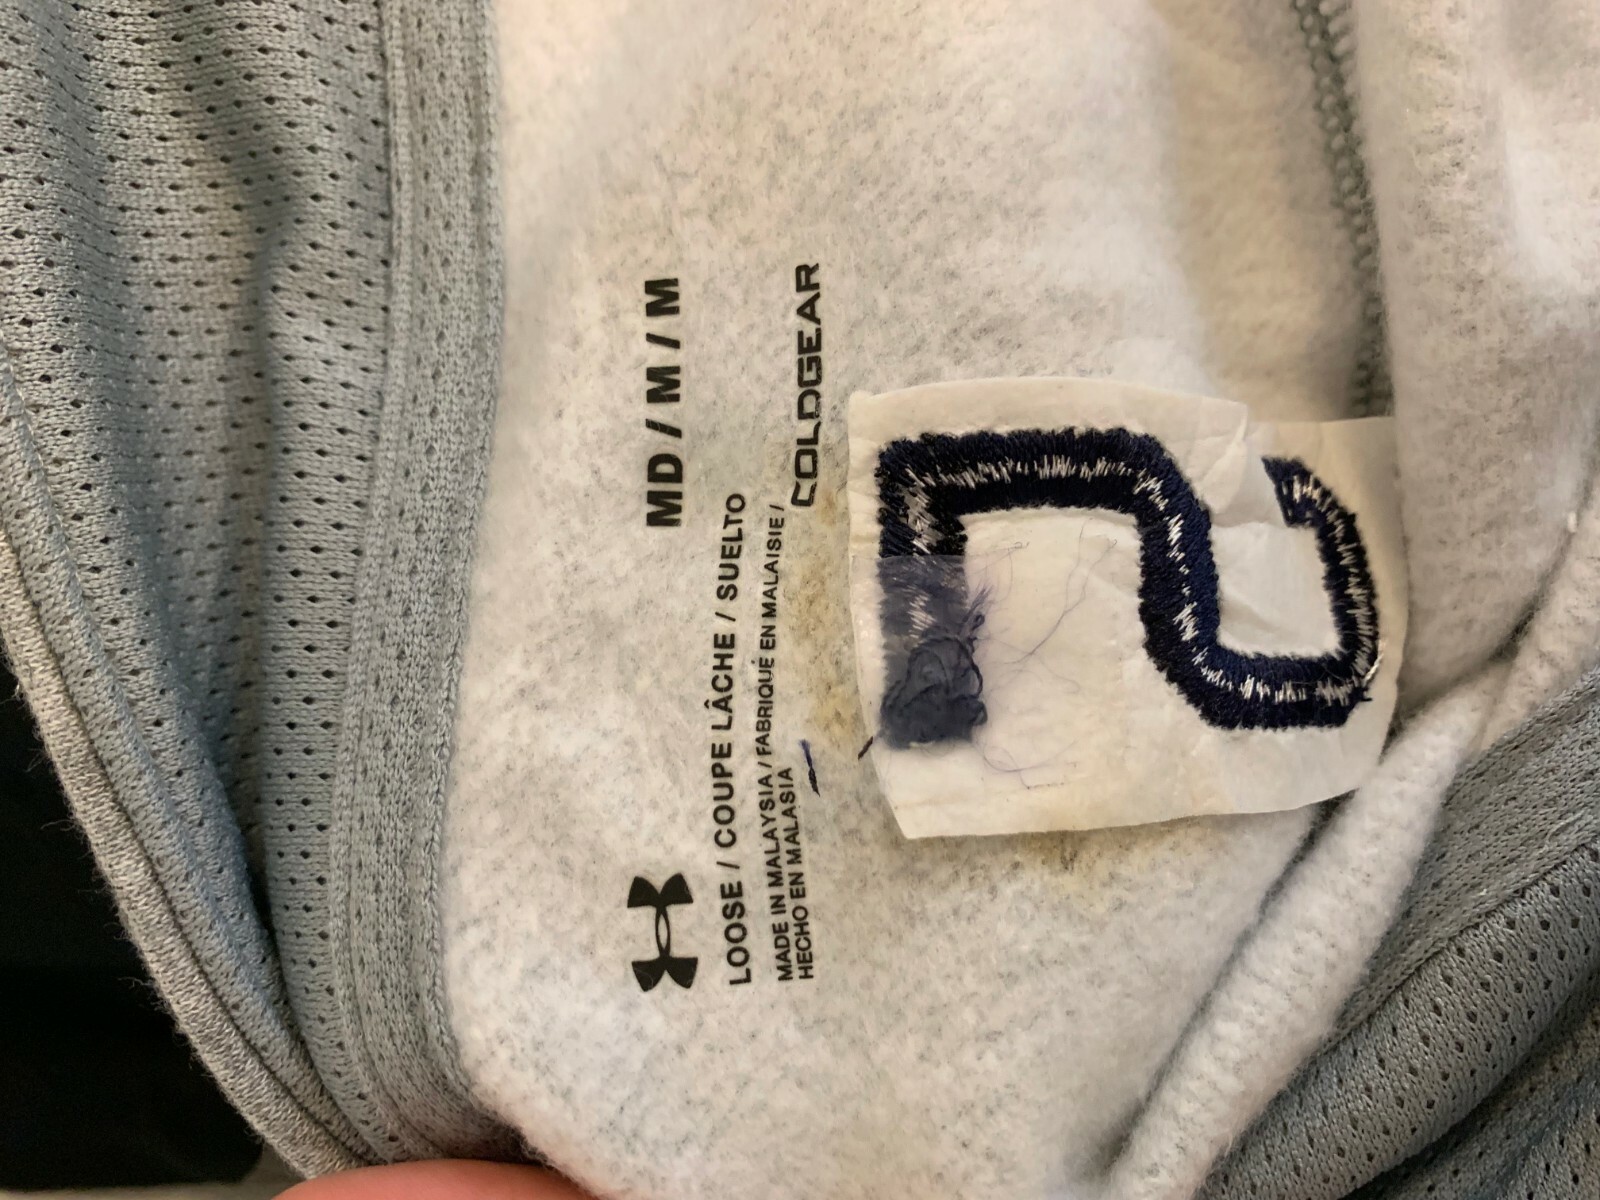 MD / M / M
LOOSE / COUPE LÂCHE / SUELTO
MADE IN MALAYSIA / FABRIQUÉ EN MALAISIE /
HECHO EN MALASIA
COLDGEAR